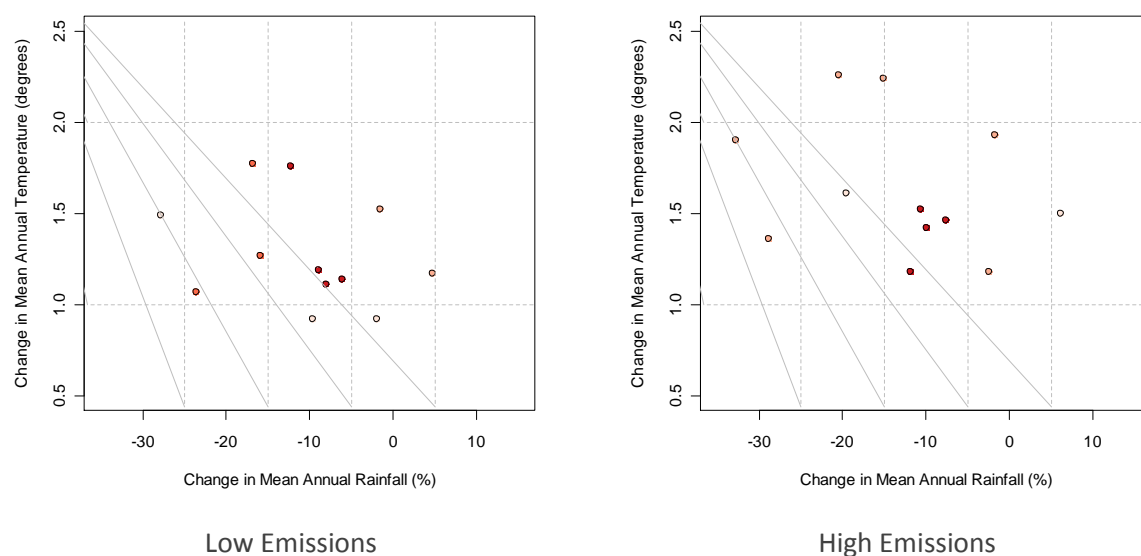 Change in Mean Annual Temperature (degrees)
2.5
2.0
1.5
1.0
0.5
-30 -20 -10 0 10
Change in Mean Annual Rainfall (%)
Low Emissions
Change in Mean Annual Temperature (degrees)
2.5
2.0
1.5
1.0
0.5
-30 -20 -10 0 10
Change in Mean Annual Rainfall (%)
High Emissions